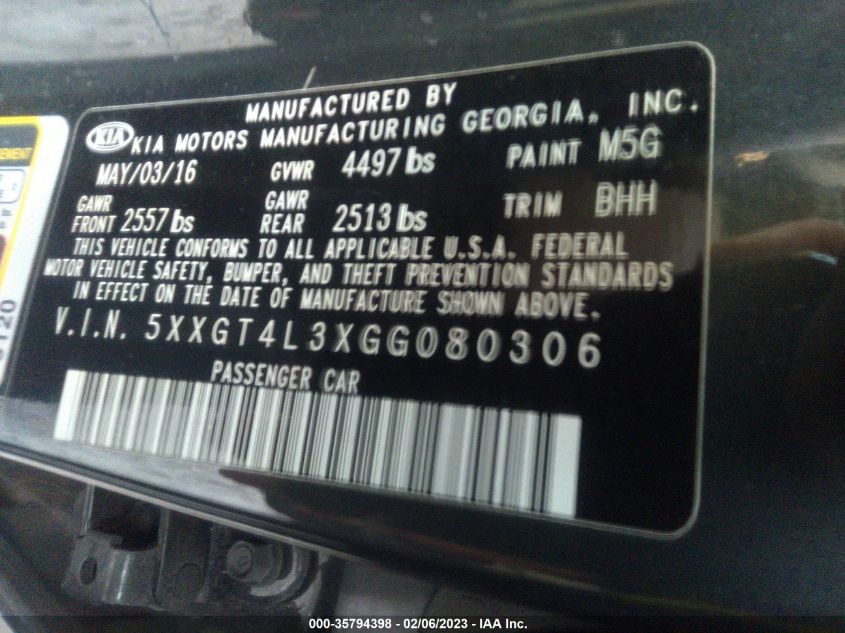 MANUFACTURED BY
KIA KIA MOTORS MANUFACTURING GEORGIA, INC.
MAY/03/16 GVWR 4497 lbs PAINT M5G
GAWR FRONT 2557 lbs GAWR REAR 2513 lbs TRIM BHH
THIS VEHICLE CONFORMS TO ALL APPLICABLE U.S.A. FEDERAL
MOTOR VEHICLE SAFETY, BUMPER, AND THEFT PREVENTION STANDARDS
IN EFFECT ON THE DATE OF MANUFACTURE SHOWN ABOVE.
V.I.N. 5XXGT4L3XGG080306
PASSENGER CAR
000-35794398 - 02/06/2023 - IAA Inc.